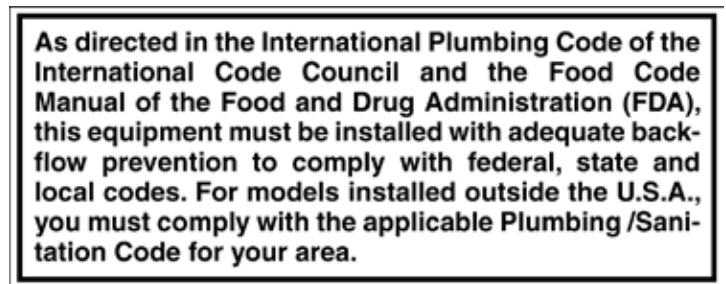 As directed in the International Plumbing Code of the
International Code Council and the Food Code
Manual of the Food and Drug Administration (FDA),
this equipment must be installed with adequate back-
flow prevention to comply with federal, state and
local codes. For models installed outside the U.S.A.,
you must comply with the applicable Plumbing /Sani-
tation Code for your area.